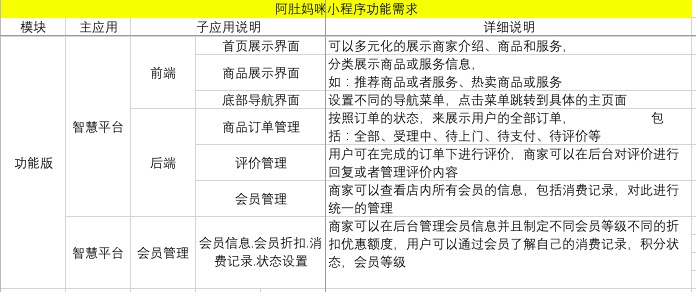 阿肚妈咪小程序功能需求
模块 主应用 子应用说明 详细说明
功能版 智慧平台 前端 首页展示界面 可以多元化的展示商家介绍、商品和服务,
商品展示界面 分类展示商品或服务信息,
如：推荐商品或者服务、热卖商品或服务
底部导航界面 设置不同的导航菜单, 点击菜单跳转到具体的主页面
后端 商品订单管理 按照订单的状态, 来展示用户的全部订单, 包
括：全部、受理中、待上门、待支付、待评价等
评价管理 用户可在完成的订单下进行评价, 商家可以在后台对评价进行
回复或者管理评价内容
会员管理 商家可以查看店内所有会员的信息, 包括消费记录, 对此进行
统一的管理
智慧平台 会员管理 会员信息.会员折扣.消
费记录.状态设置
商家可以在后台管理会员信息并且制定不同会员等级不同的折
扣优惠额度, 用户可以通过会员了解自己的消费记录, 积分状
态, 会员等级